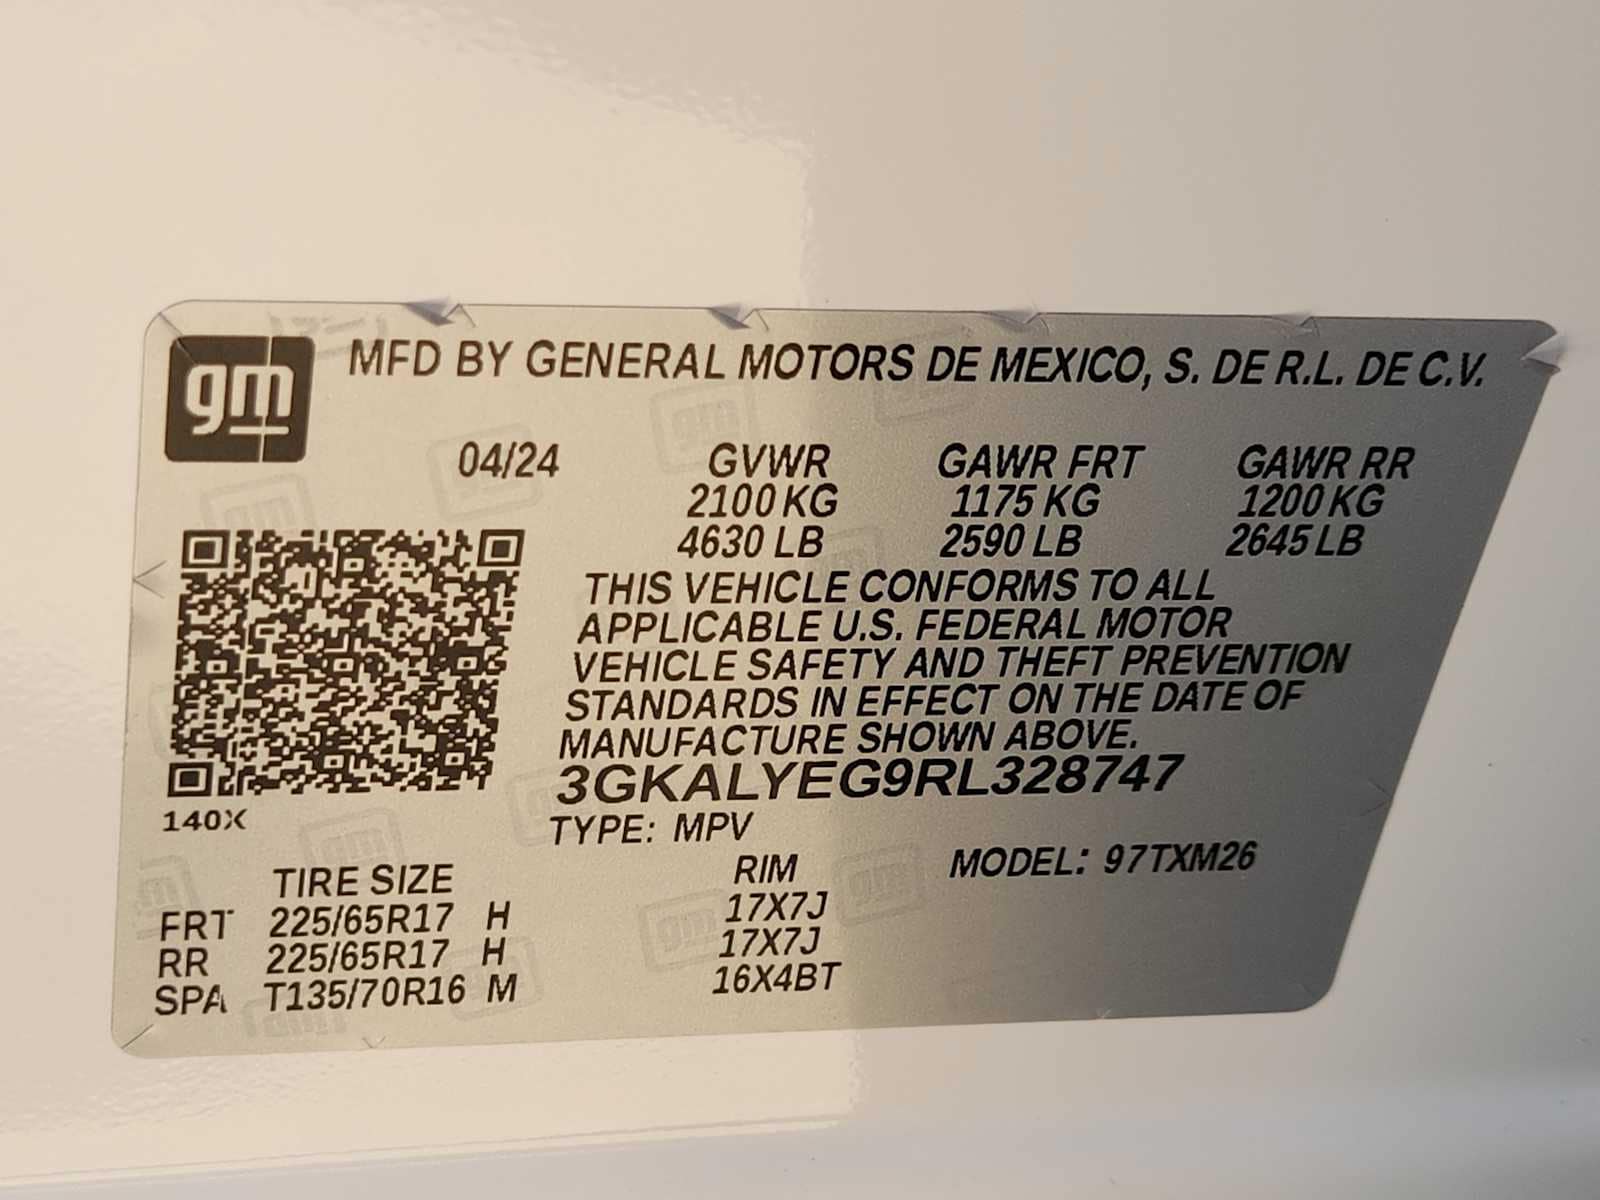 gm
MFD BY GENERAL MOTORS DE MEXICO, S. DE R.L. DE C.V.
04/24 GVWR GAWR FRT GAWR RR
2100 KG 1175 KG 1200 KG
4630 LB 2590 LB 2645 LB
THIS VEHICLE CONFORMS TO ALL
APPLICABLE U.S. FEDERAL MOTOR
VEHICLE SAFETY AND THEFT PREVENTION
STANDARDS IN EFFECT ON THE DATE OF
MANUFACTURE SHOWN ABOVE.
3GKALYEG9RL328747
140X
TYPE: MPV
MODEL: 97TXM26
TIRE SIZE RIM
FRT 225/65R17 H 17X7J
RR 225/65R17 H 17X7J
SPA T135/70R16 M 16X4BT